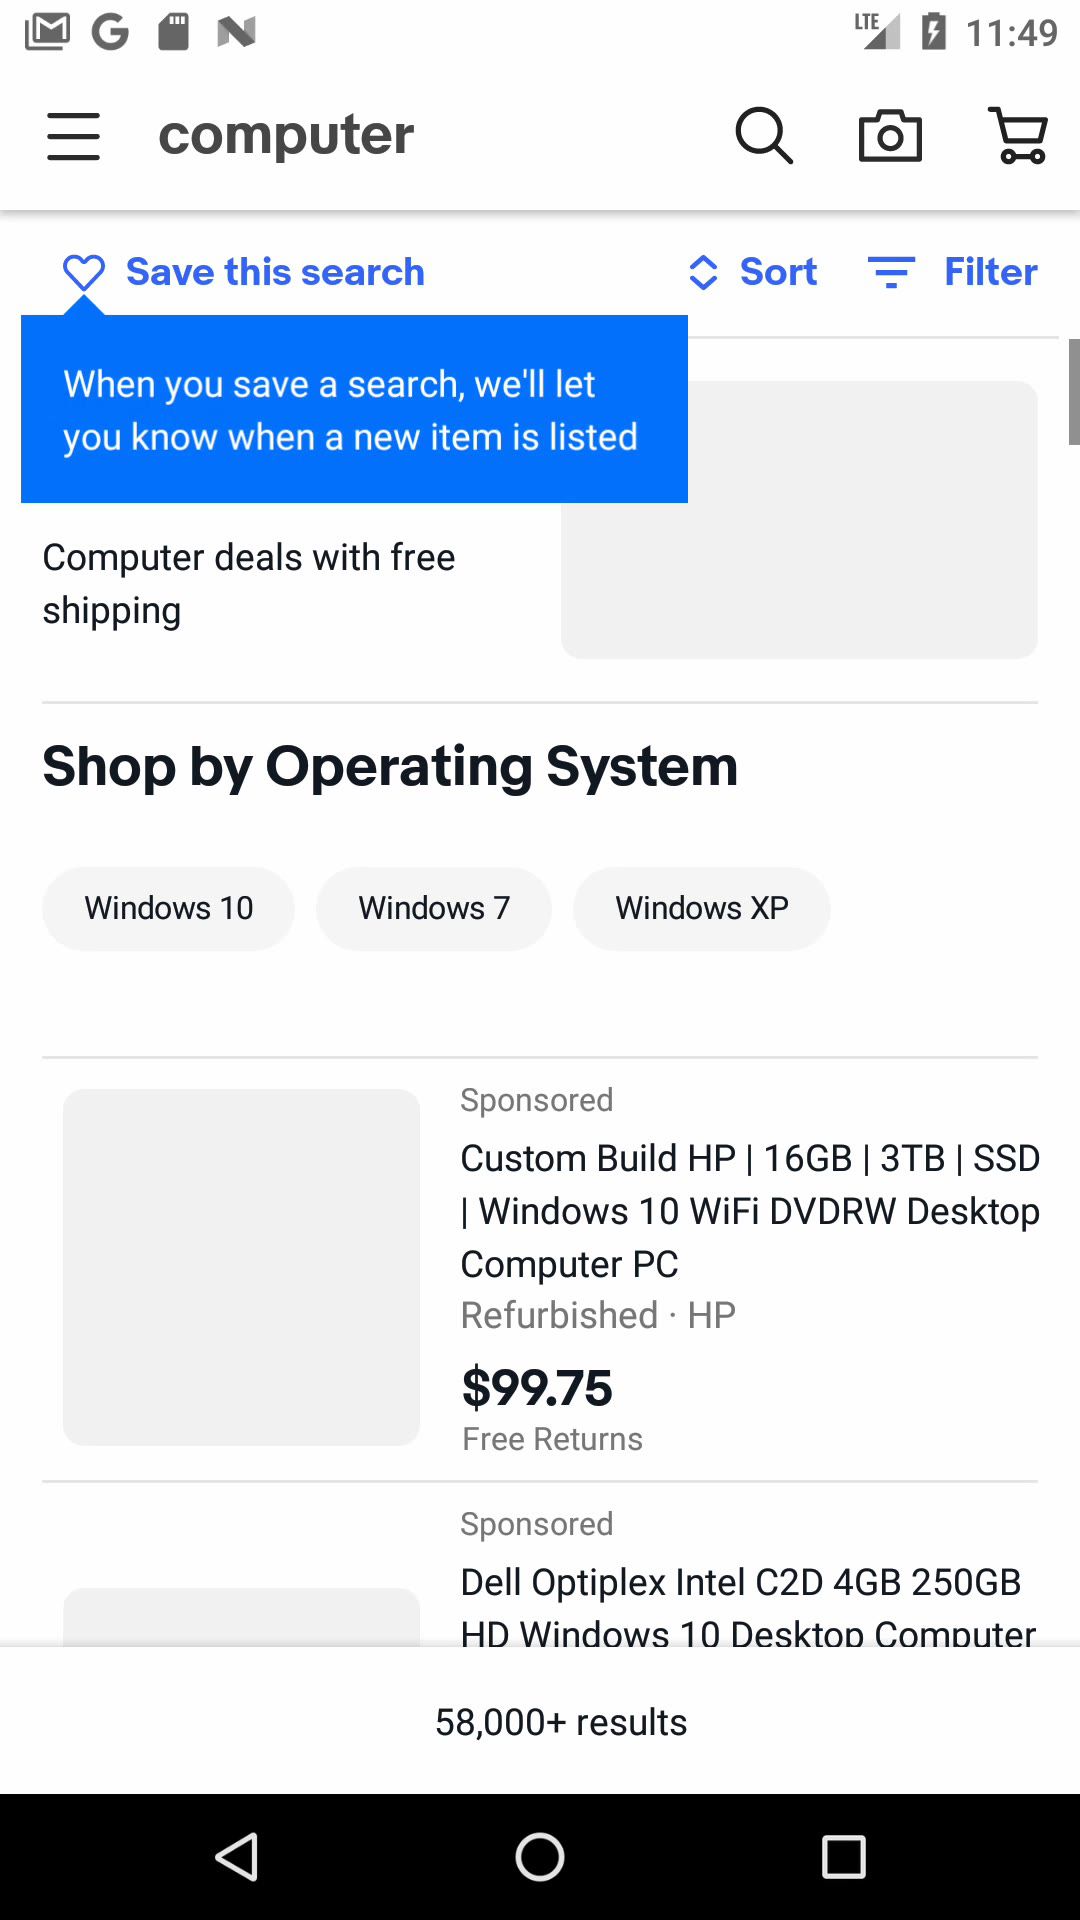 LTE 11:49
computer
Save this search
Sort
Filter
When you save a search, we'll let
you know when a new item is listed
Computer deals with free
shipping
Shop by Operating System
Windows 10
Windows 7
Windows XP
Sponsored
Custom Build HP | 16GB | 3TB | SSD
| Windows 10 WiFi DVDRW Desktop
Computer PC
Refurbished · HP
$99.75
Free Returns
Sponsored
Dell Optiplex Intel C2D 4GB 250GB
HD Windows 10 Desktop Computer
58,000+ results